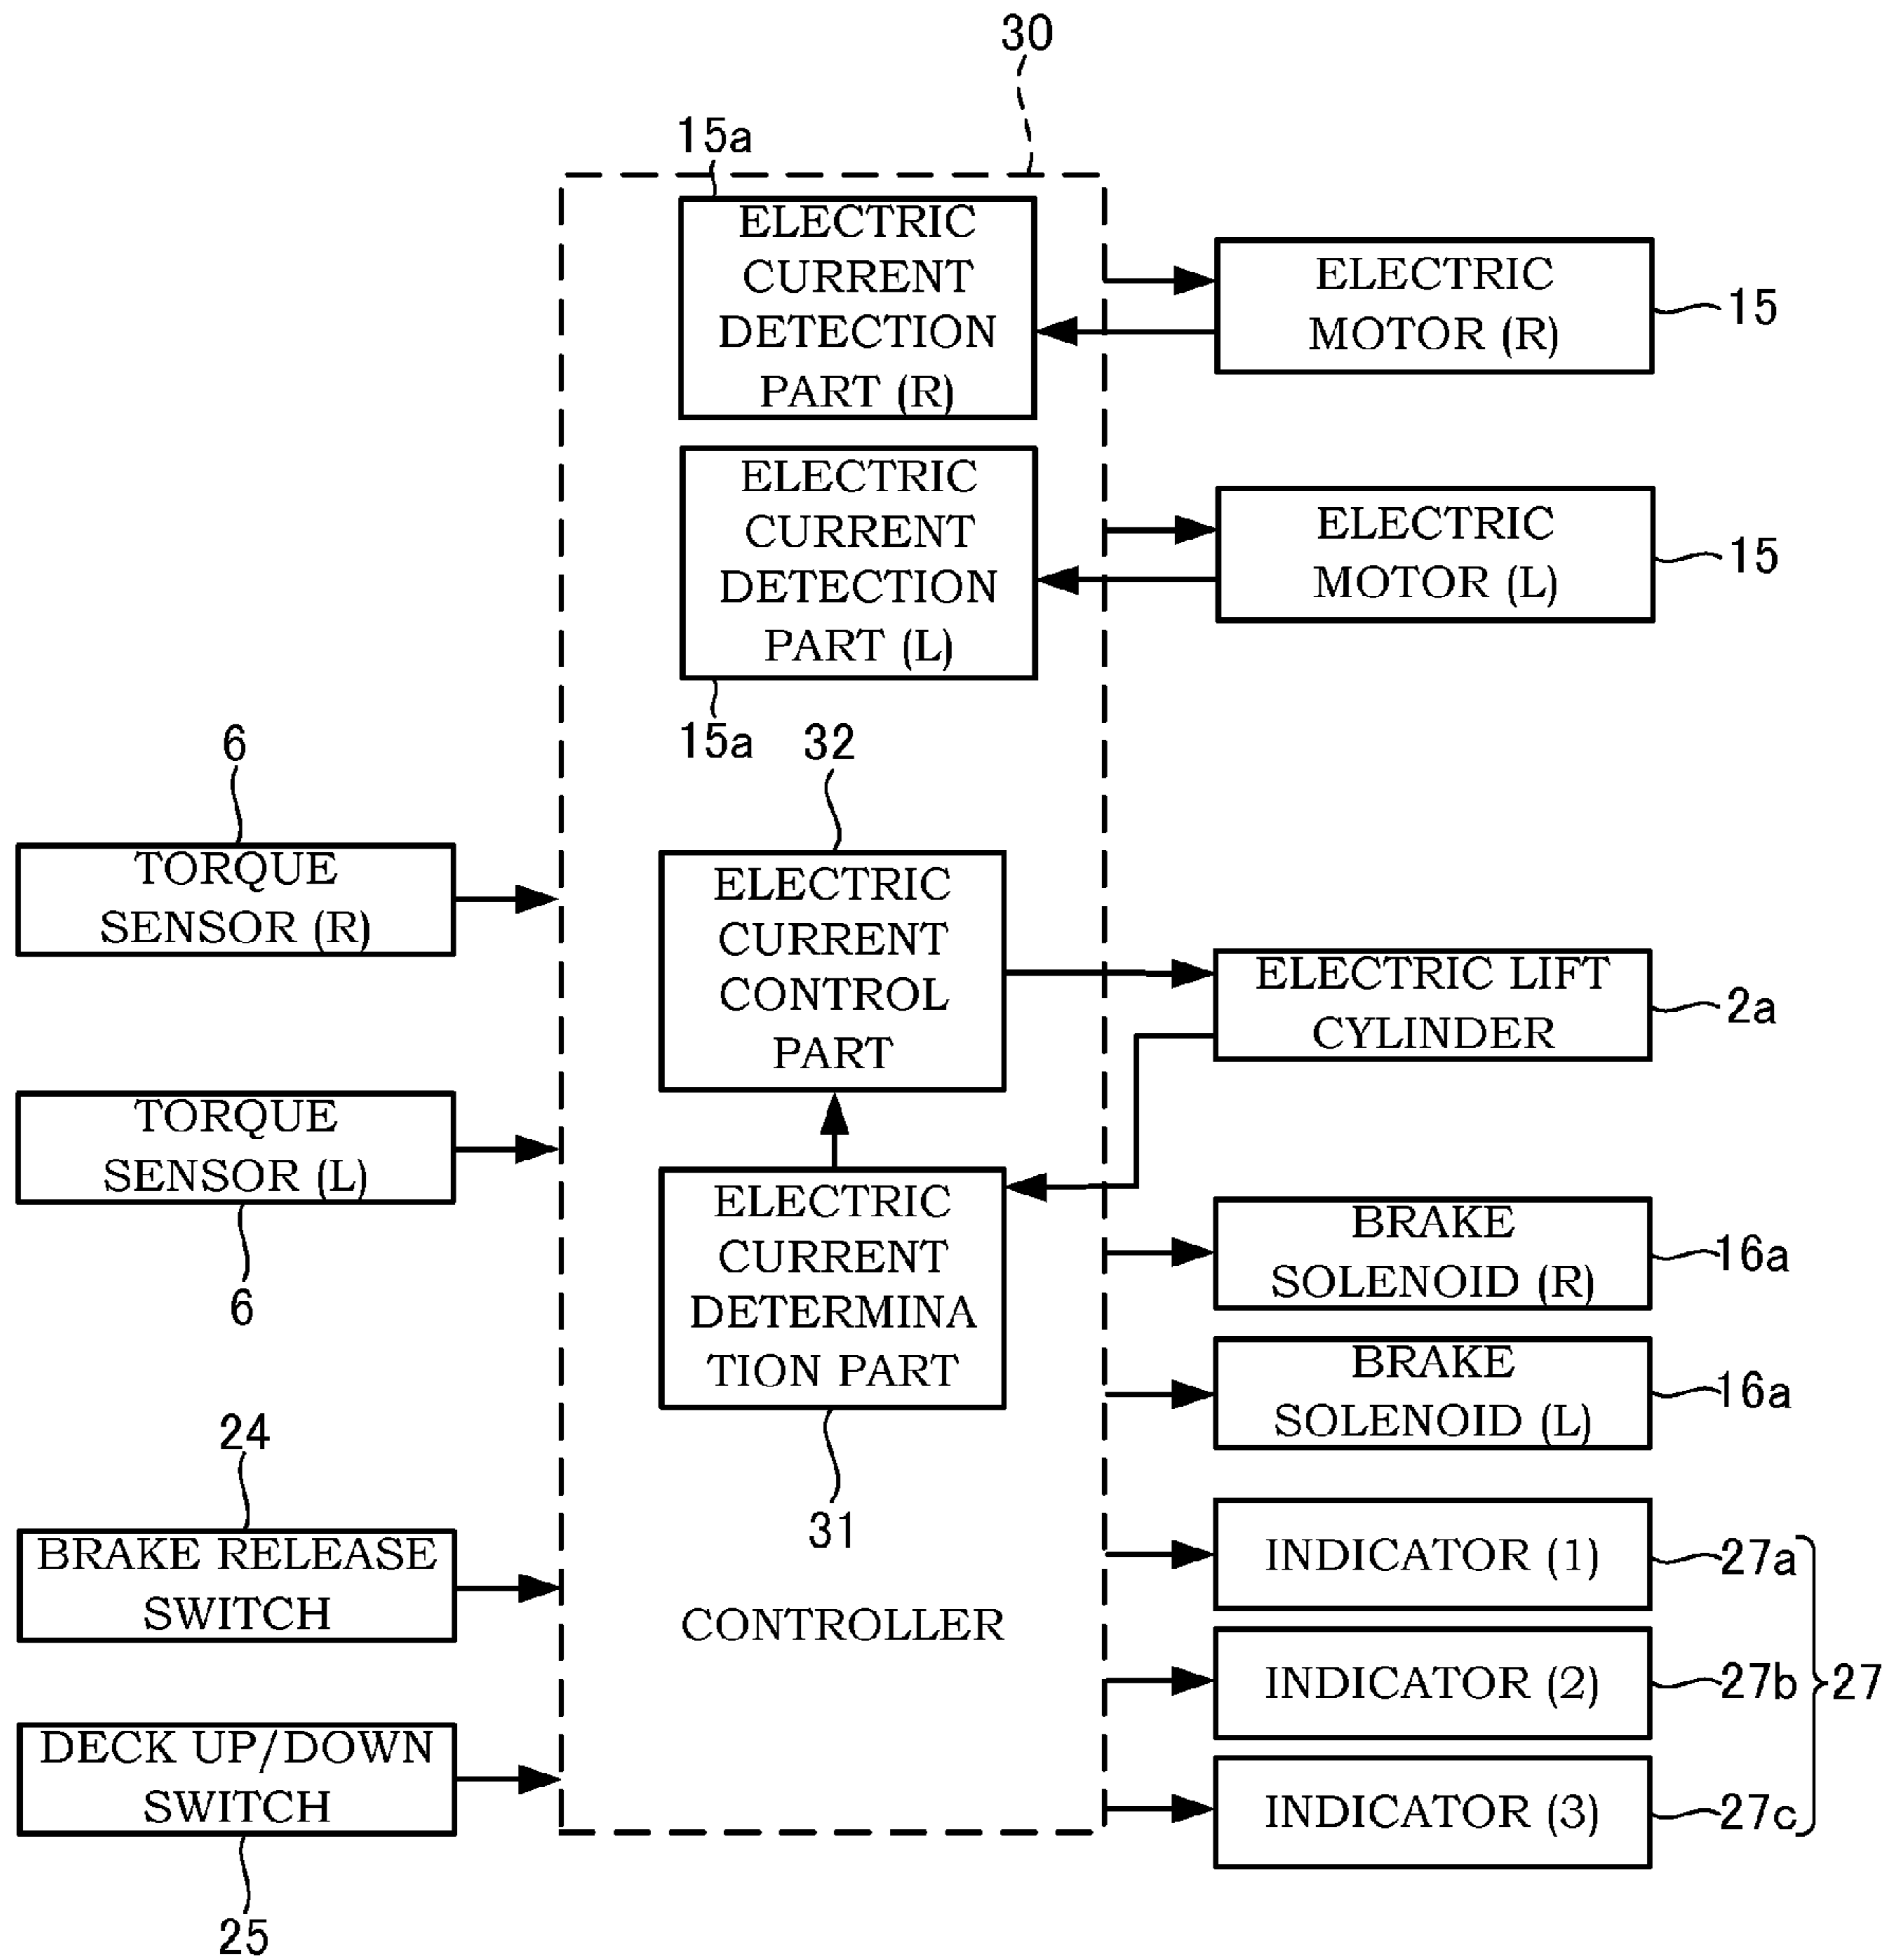 30
15a
ELECTRIC
CURRENT
DETECTION
PART (R)
ELECTRIC
MOTOR (R)
15
ELECTRIC
CURRENT
DETECTION
PART (L)
15a
ELECTRIC
MOTOR (L)
15
6
TORQUE
SENSOR (R)
TORQUE
SENSOR (L)
6
32
ELECTRIC
CURRENT
CONTROL
PART
ELECTRIC LIFT
CYLINDER
2a
ELECTRIC
CURRENT
DETERMINA
TION PART
31
BRAKE
SOLENOID (R)
16a
BRAKE
SOLENOID (L)
16a
24
BRAKE RELEASE
SWITCH
DECK UP/DOWN
SWITCH
25
CONTROLLER
INDICATOR (1)
27a
INDICATOR (2)
27b
27
INDICATOR (3)
27c